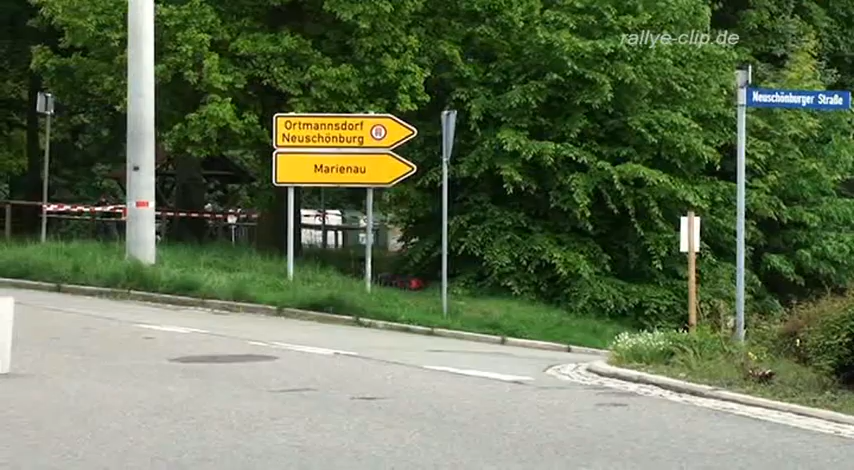 rallye-clip.de
Neuschönburger Straße
Ortmannsdorf
Neuschönburg
Marienau